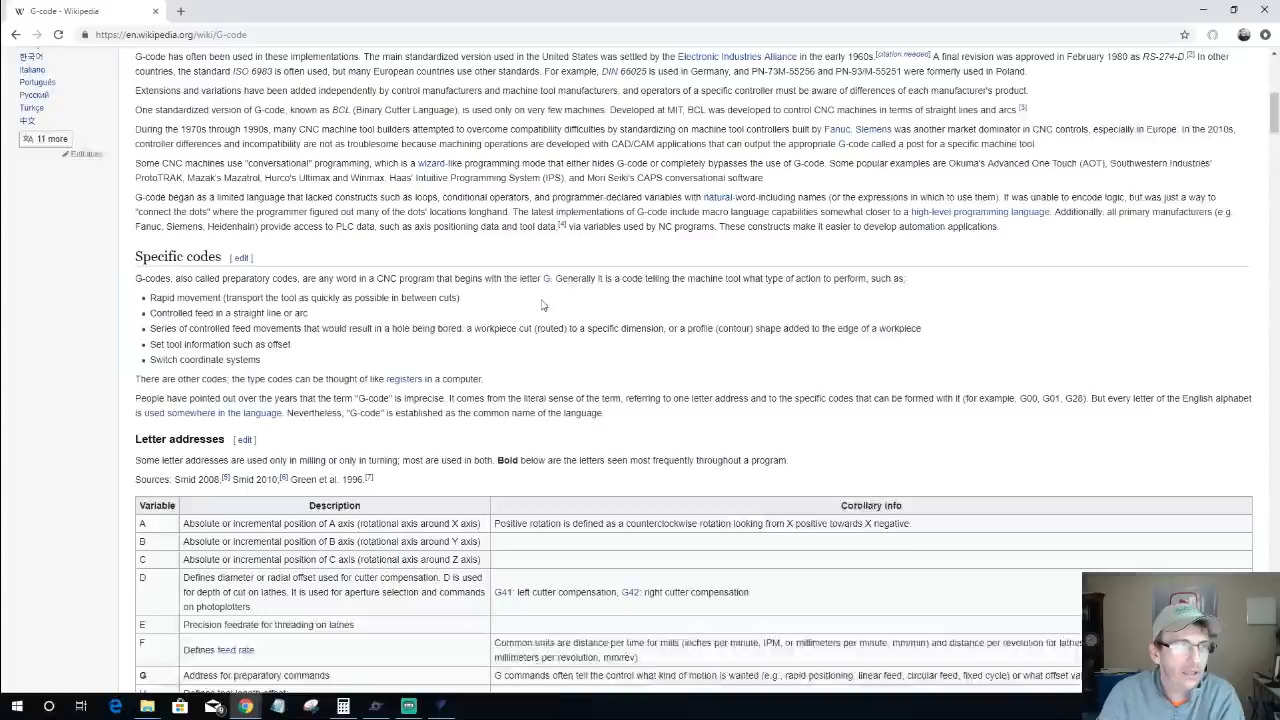 G-code - Wikipedia
https://en.wikipedia.org/wiki/G-code
한국어
Italiano
Português
Русский
Türkçe
中文
11 more
Edit links
G-code has often been used in these implementations. The main standardized version used in the United States was settled by the Electronic Industries Alliance in the early 1960s.[citation needed] A final revision was approved in February 1980 as RS-274-D.[2] In other
countries, the standard ISO 6983 is often used, but many European countries use other standards. For example, DIN 66025 is used in Germany, and PN-73M-55256 and PN-93/M-55251 were formerly used in Poland.
Extensions and variations have been added independently by control manufacturers and machine tool manufacturers, and operators of a specific controller must be aware of differences of each manufacturer's product.
One standardized version of G-code, known as BCL (Binary Cutter Language), is used only on very few machines. Developed at MIT, BCL was developed to control CNC machines in terms of straight lines and arcs.[3]
During the 1970s through 1990s, many CNC machine tool builders attempted to overcome compatibility difficulties by standardizing on machine tool controllers built by Fanuc. Siemens was another market dominator in CNC controls, especially in Europe. In the 2010s,
controller differences and incompatibility are not as troublesome because machining operations are developed with CAD/CAM applications that can output the appropriate G-code called a post for a specific machine tool.
Some CNC machines use "conversational" programming, which is a wizard-like programming mode that either hides G-code or completely bypasses the use of G-code. Some popular examples are Okuma's Advanced One Touch (AOT), Southwestern Industries'
ProtoTRAK, Mazak's Mazatrol, Hurco's Ultimax and Winmax, Haas' Intuitive Programming System (IPS), and Mori Seiki's CAPS conversational software.
G-code began as a limited language that lacked constructs such as loops, conditional operators, and programmer-declared variables with natural-word-including names (or the expressions in which to use them). It was unable to encode logic, but was just a way to
"connect the dots" where the programmer figured out many of the dots' locations longhand. The latest implementations of G-code include macro language capabilities somewhat closer to a high-level programming language. Additionally, all primary manufacturers (e.g.
Fanuc, Siemens, Heidenhain) provide access to PLC data, such as axis positioning data and tool data,[4] via variables used by NC programs. These constructs make it easier to develop automation applications.
Specific codes [ edit ]
G-codes, also called preparatory codes, are any word in a CNC program that begins with the letter G. Generally it is a code telling the machine tool what type of action to perform, such as:
Rapid movement (transport the tool as quickly as possible in between cuts)
Controlled feed in a straight line or arc
Series of controlled feed movements that would result in a hole being bored, a workpiece cut (routed) to a specific dimension, or a profile (contour) shape added to the edge of a workpiece
Set tool information such as offset
Switch coordinate systems
There are other codes; the type codes can be thought of like registers in a computer.
People have pointed out over the years that the term "G-code" is imprecise. It comes from the literal sense of the term, referring to one letter address and to the specific codes that can be formed with it (for example, G00, G01, G28). But every letter of the English alphabet
is used somewhere in the language. Nevertheless, "G-code" is established as the common name of the language.
Letter addresses [ edit ]
Some letter addresses are used only in milling or only in turning; most are used in both. Bold below are the letters seen most frequently throughout a program.
Sources: Smid 2008;[5] Smid 2010;[6] Green et al. 1996.[7]
Variable Description Corollary info
A Absolute or incremental position of A axis (rotational axis around X axis) Positive rotation is defined as a counterclockwise rotation looking from X positive towards X negative.
B Absolute or incremental position of B axis (rotational axis around Y axis)
C Absolute or incremental position of C axis (rotational axis around Z axis)
D Defines diameter or radial offset used for cutter compensation. D is used
for depth of cut on lathes. It is used for aperture selection and commands
on photoplotters.
G41: left cutter compensation, G42: right cutter compensation
E Precision feedrate for threading on lathes
F Defines feed rate
Common units are distance per time for mills (inches per minute, IPM, or millimeters per minute, mm/min) and distance per revolution for lathes
millimeters per revolution, mm/rev)
G Address for preparatory commands G commands often tell the control what kind of motion is wanted (e.g., rapid positioning, linear feed, circular feed, fixed cycle) or what offset va
H Defines tool length offset;